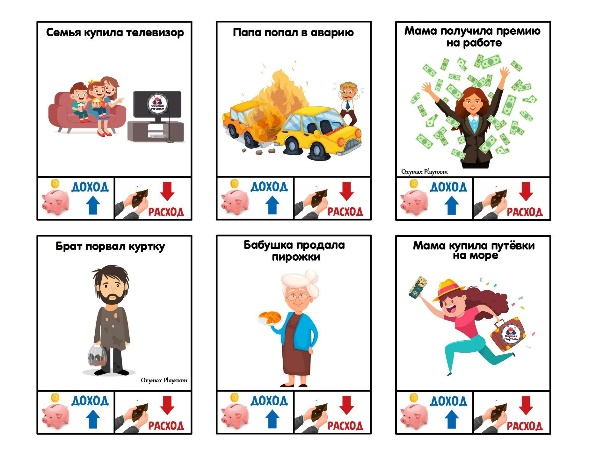 Семья купила телевизор
ДОХОД
РАСХОД
Папа попал в аварию
ДОХОД
РАСХОД
Мама получила премию
на работе
ДОХОД
РАСХОД
Брат порвал куртку
ДОХОД
РАСХОД
Бабушка продала
пирожки
ДОХОД
РАСХОД
Мама купила путёвки
на море
ДОХОД
РАСХОД